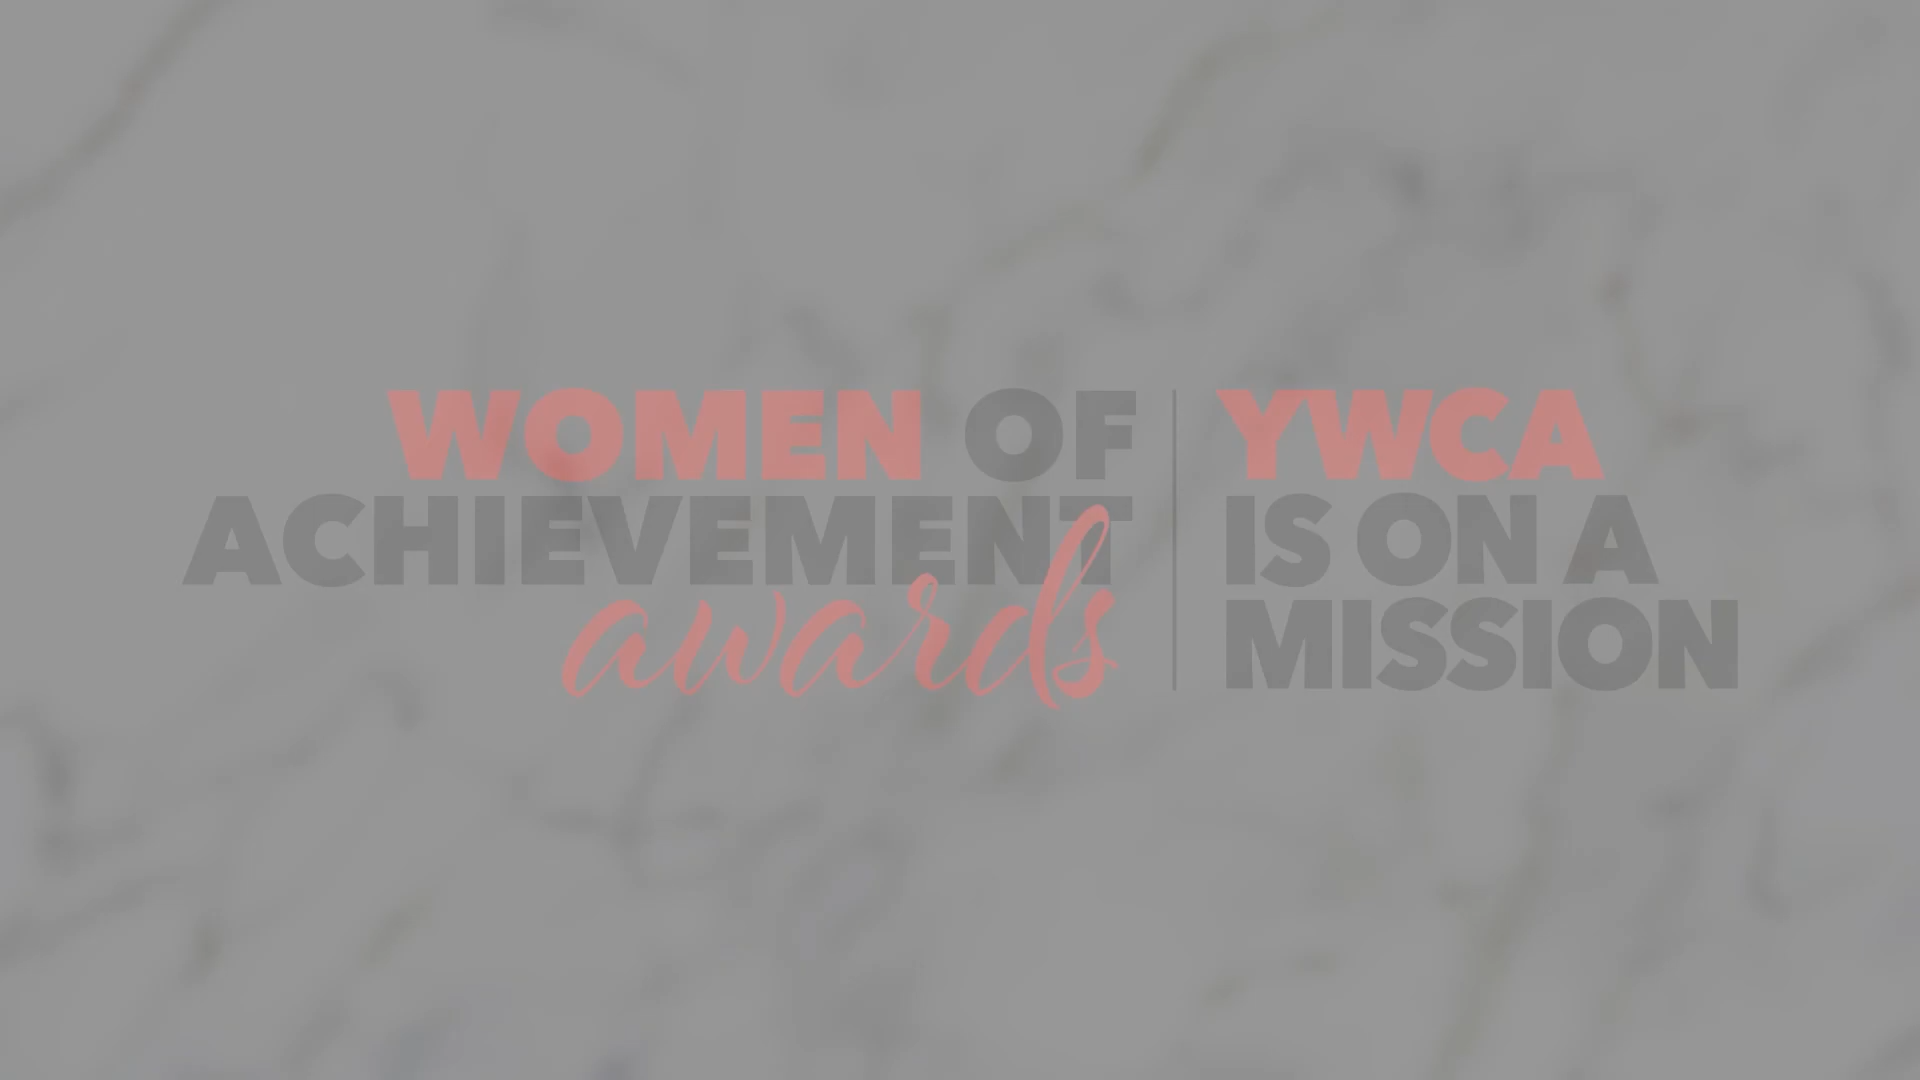 WOMEN OF
ACHIEVEMENT
awards
YWCA
IS ON A
MISSION